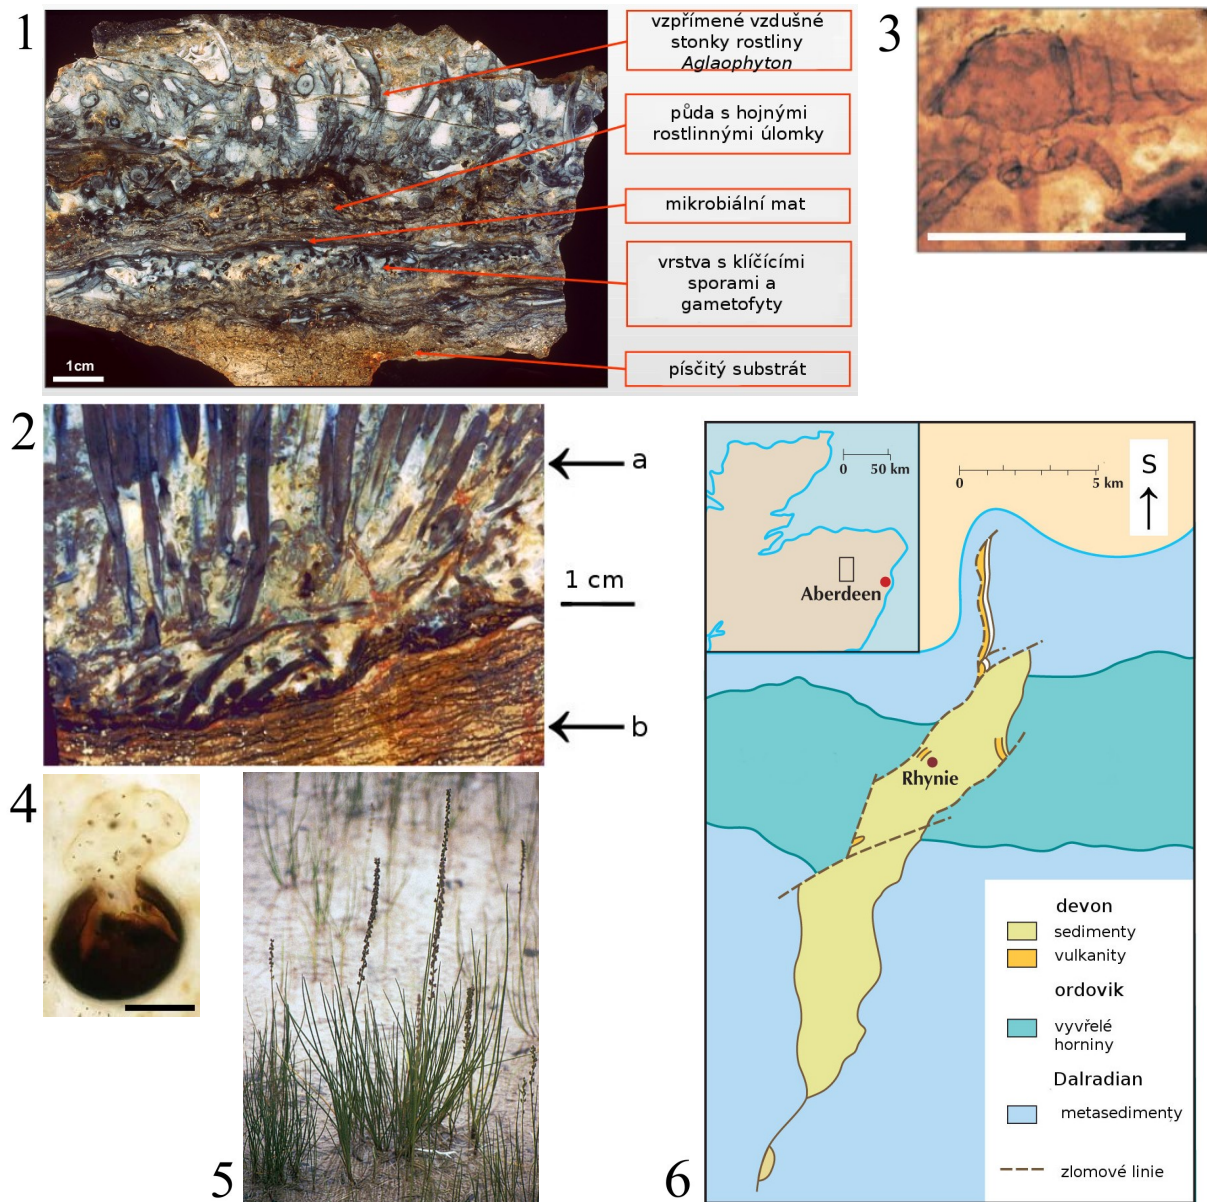 1
vzpřímené vzdušné
stonky rostliny
Aglaophyton
půda s hojnými
rostlinnými úlomky
mikrobiální mat
vrstva s klíčícími
sporami a
gametofyty
písčitý substrát
1cm
3
2
a
1 cm
b
4
5
6
0 50 km
Aberdeen
S
0 5 km
Rhynie
devon
sedimenty
vulkanity
ordovik
vyvřelé
horniny
Dalradian
metasedimenty
zlomové linie